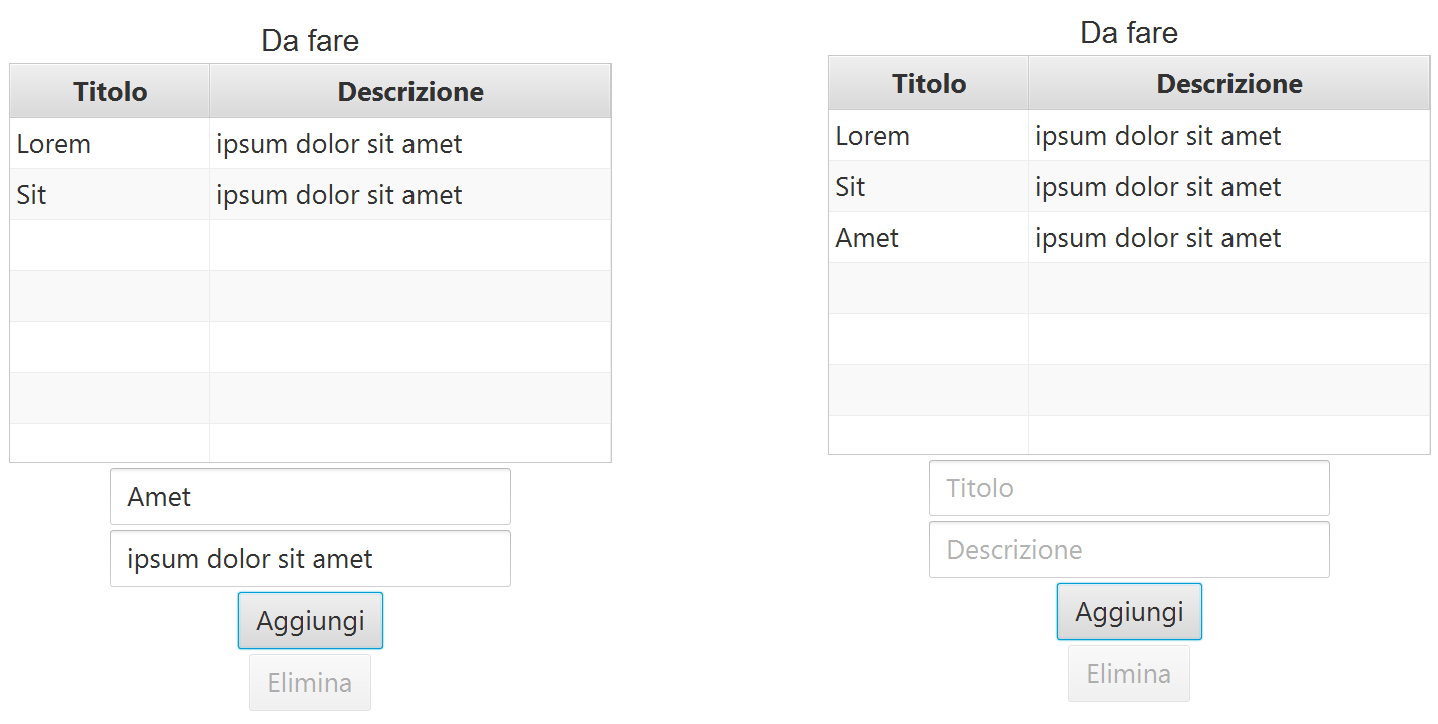 Da fare
Titolo Descrizione
Lorem ipsum dolor sit amet
Sit ipsum dolor sit amet
Amet
ipsum dolor sit amet
Aggiungi
Elimina
Da fare
Titolo Descrizione
Lorem ipsum dolor sit amet
Sit ipsum dolor sit amet
Amet ipsum dolor sit amet
Titolo
Descrizione
Aggiungi
Elimina